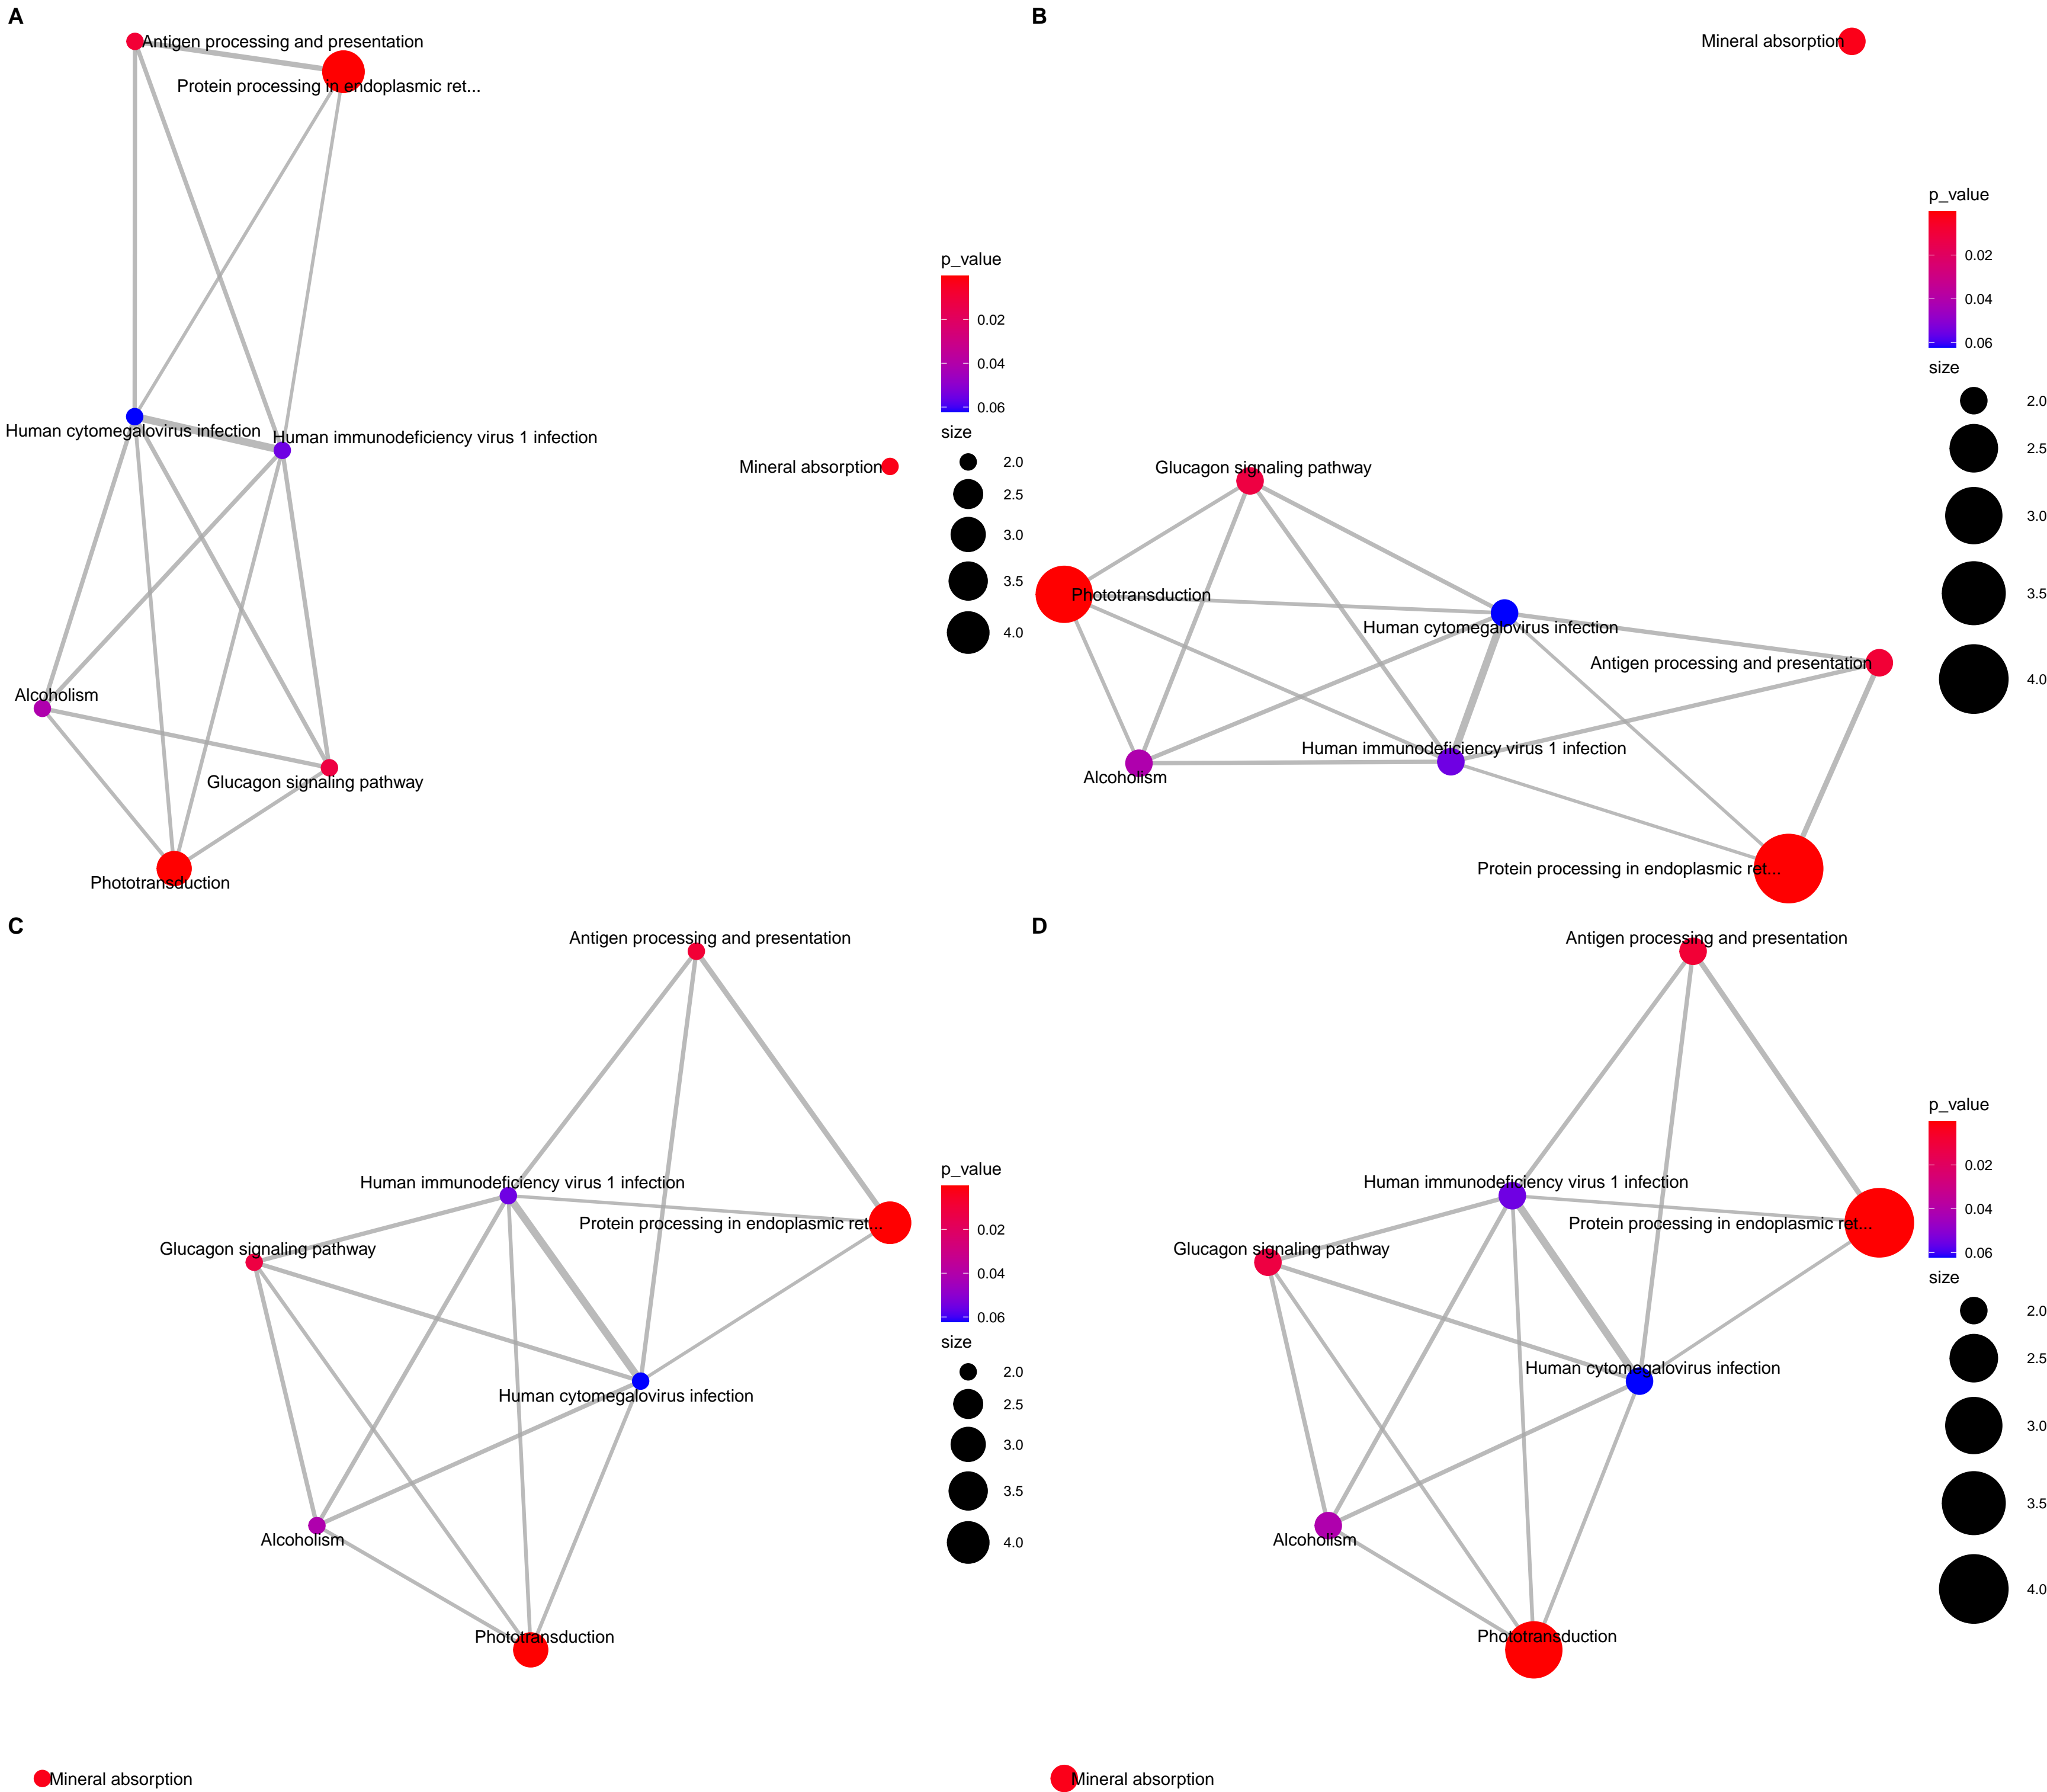 A
Antigen processing and presentation
Protein processing in endoplasmic ret...
Human cytomegalovirus infection
Human immunodeficiency virus 1 infection
Mineral absorption
Alcoholism
Glucagon signaling pathway
Phototransduction
p_value
0.02
0.04
0.06
size
2.0
2.5
3.0
3.5
4.0
B
Mineral absorption
Glucagon signaling pathway
Phototransduction
Human cytomegalovirus infection
Antigen processing and presentation
Human immunodeficiency virus 1 infection
Alcoholism
Protein processing in endoplasmic ret...
p_value
0.02
0.04
0.06
size
2.0
2.5
3.0
3.5
4.0
C
Antigen processing and presentation
Human immunodeficiency virus 1 infection
Protein processing in endoplasmic ret...
Glucagon signaling pathway
Human cytomegalovirus infection
Alcoholism
Phototransduction
Mineral absorption
p_value
0.02
0.04
0.06
size
2.0
2.5
3.0
3.5
4.0
D
Antigen processing and presentation
Human immunodeficiency virus 1 infection
Protein processing in endoplasmic ret...
Glucagon signaling pathway
Human cytomegalovirus infection
Alcoholism
Phototransduction
Mineral absorption
p_value
0.02
0.04
0.06
size
2.0
2.5
3.0
3.5
4.0